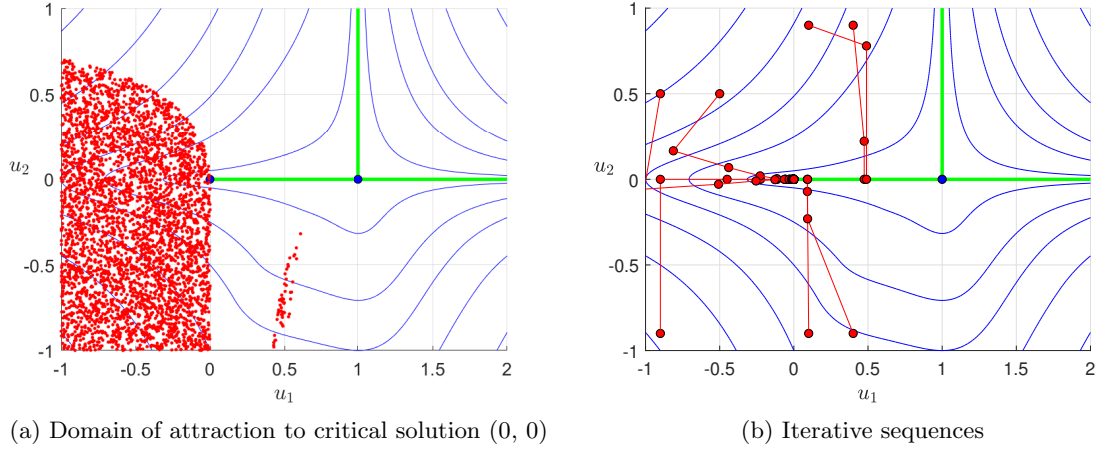 1
0.5
u₂ 0
-0.5
-1
-1 -0.5 0 0.5 1 1.5 2
u₁
(a) Domain of attraction to critical solution (0, 0)
1
0.5
u₂ 0
-0.5
-1
-1 -0.5 0 0.5 1 1.5 2
u₁
(b) Iterative sequences